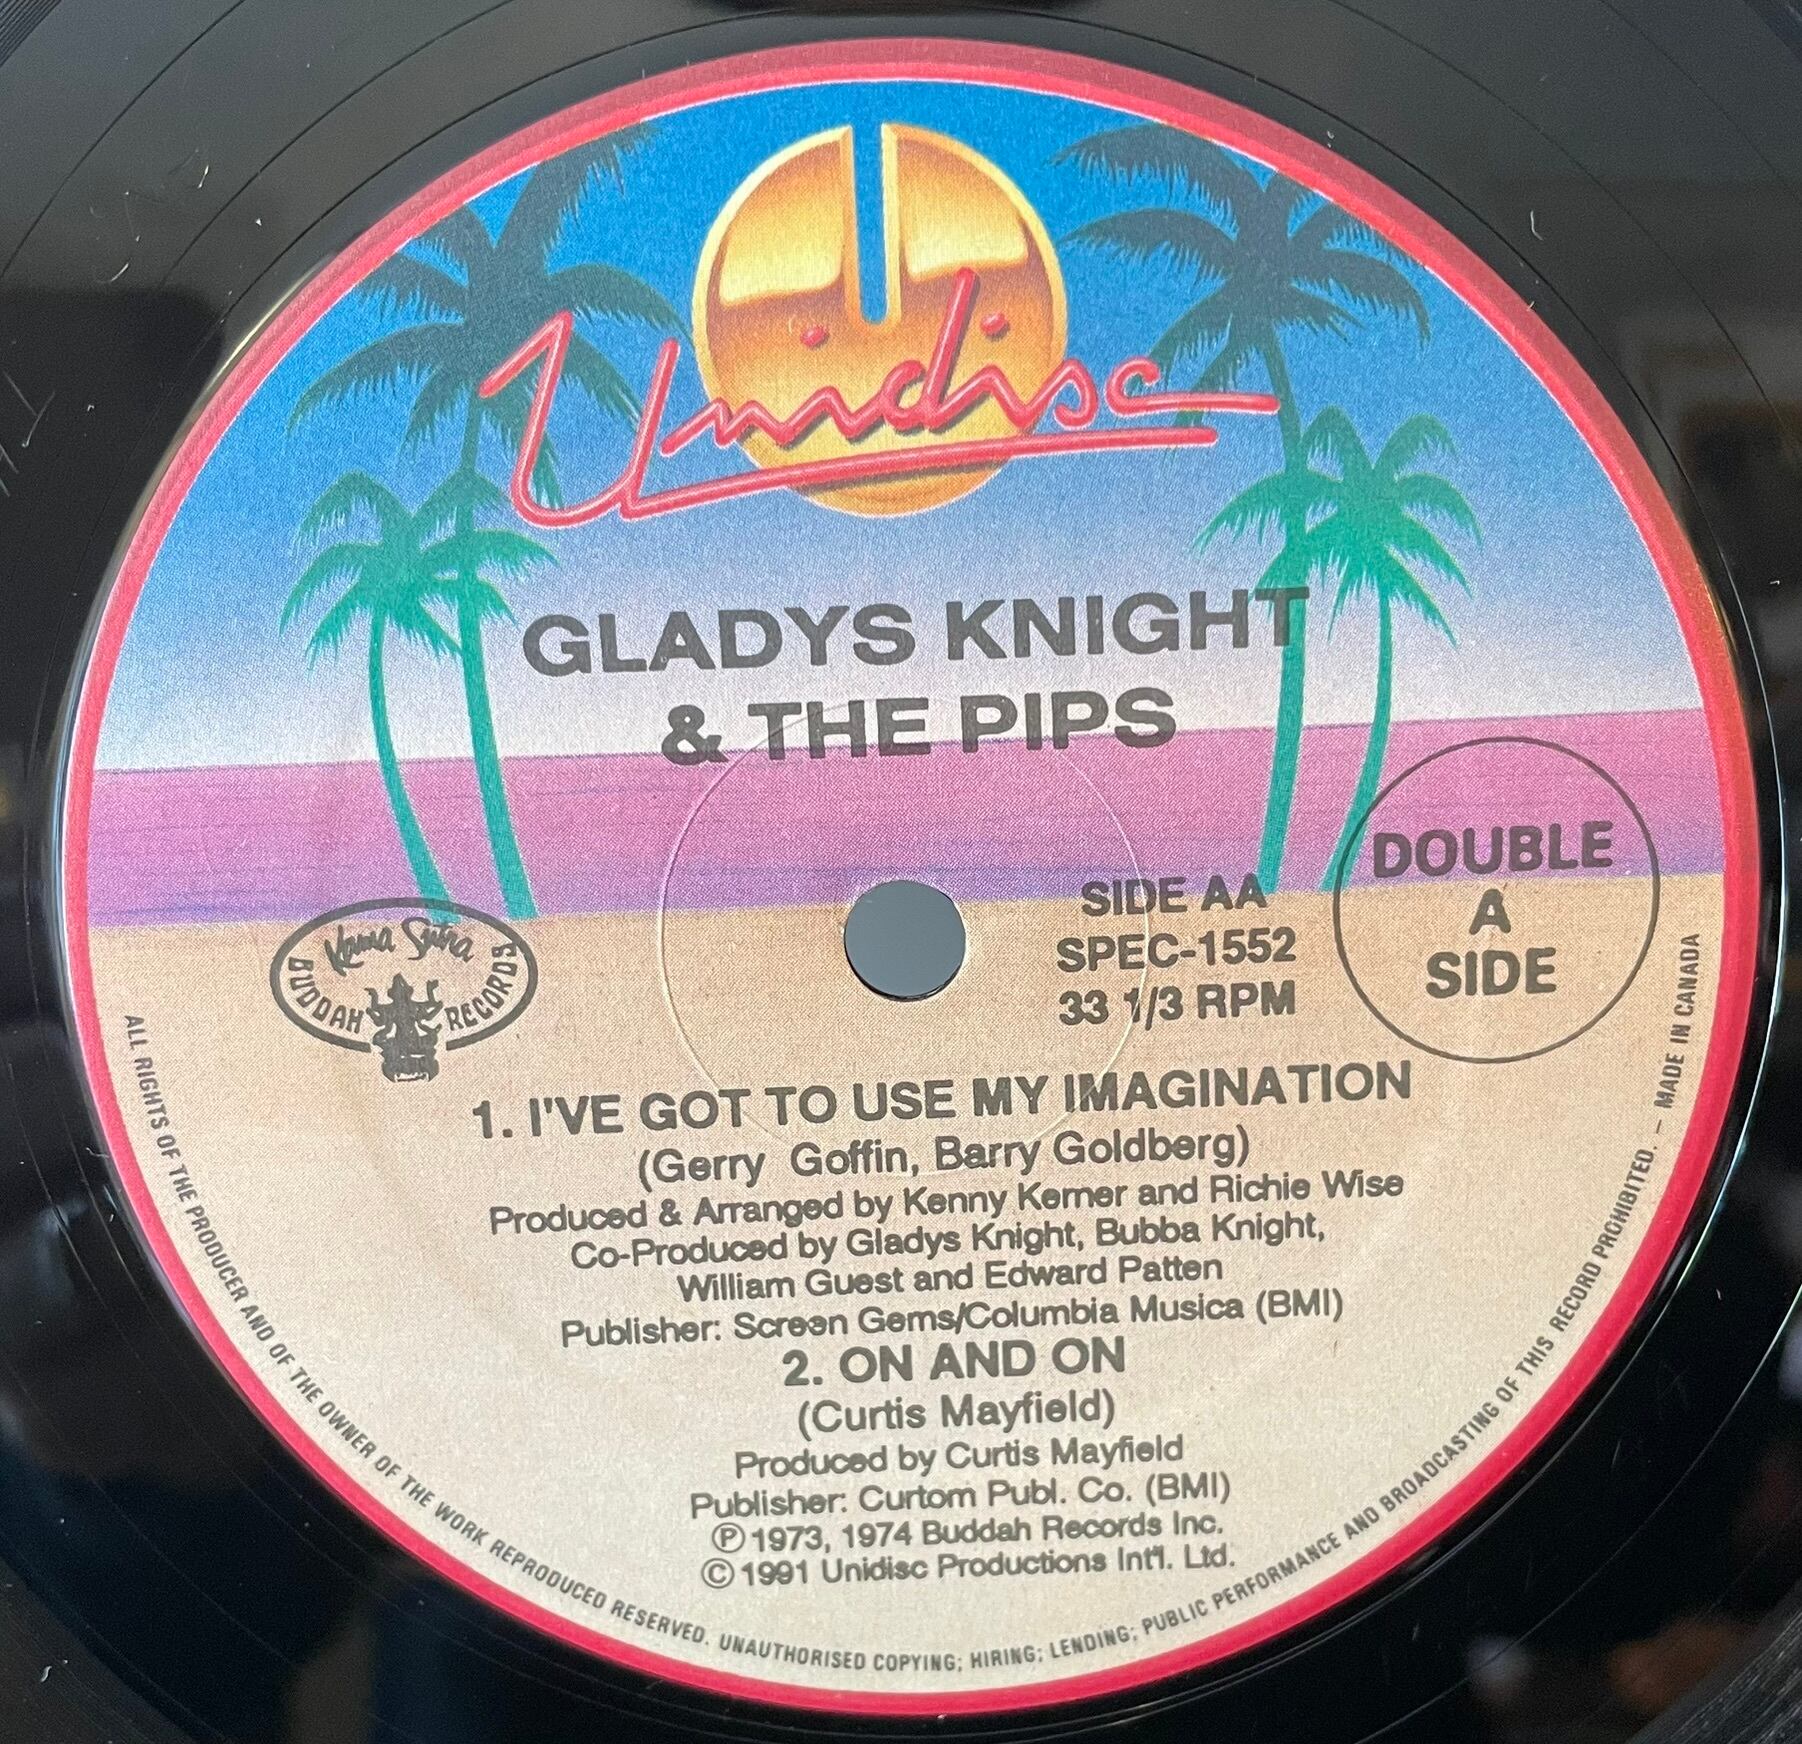 Unidisc
GLADYS KNIGHT
& THE PIPS
DOUBLE
A
SIDE
SIDE AA
SPEC-1552
33 1/3 RPM
Kama Sutra
BUDDAH RECORDS
1. I'VE GOT TO USE MY IMAGINATION
(Gerry Goffin, Barry Goldberg)
Produced & Arranged by Kenny Kerner and Richie Wise
Co-Produced by Gladys Knight, Bubba Knight,
William Guest and Edward Patten
Publisher: Screen Gems/Columbia Musica (BMI)
2. ON AND ON
(Curtis Mayfield)
Produced by Curtis Mayfield
Publisher: Curtom Publ. Co. (BMI)
Ⓟ 1973, 1974 Buddah Records Inc.
© 1991 Unidisc Productions Int'l. Ltd.
ALL RIGHTS OF THE PRODUCER AND OF THE OWNER OF THE WORK REPRODUCED RESERVED. UNAUTHORISED COPYING; HIRING; LENDING; PUBLIC PERFORMANCE AND BROADCASTING OF THIS RECORD PROHIBITED. – MADE IN CANADA